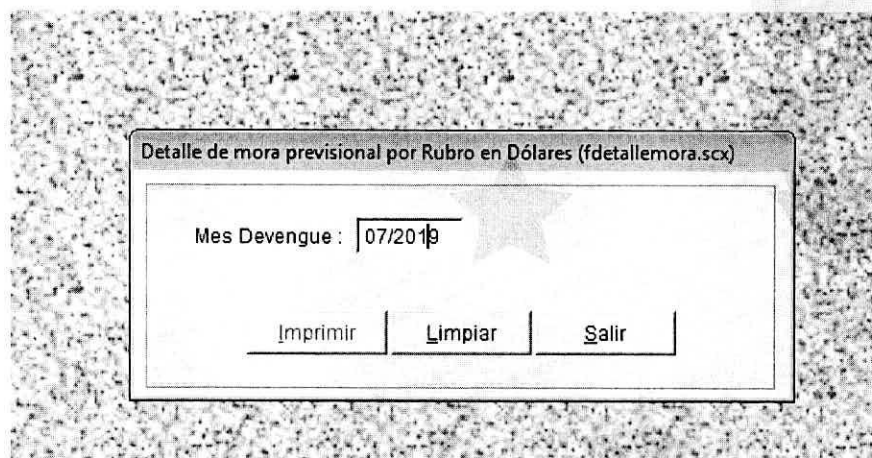 Detalle de mora previsional por Rubro en Dólares (fdetallemora.scx)
Mes Devengue : 07/2019
Imprimir Limpiar Salir